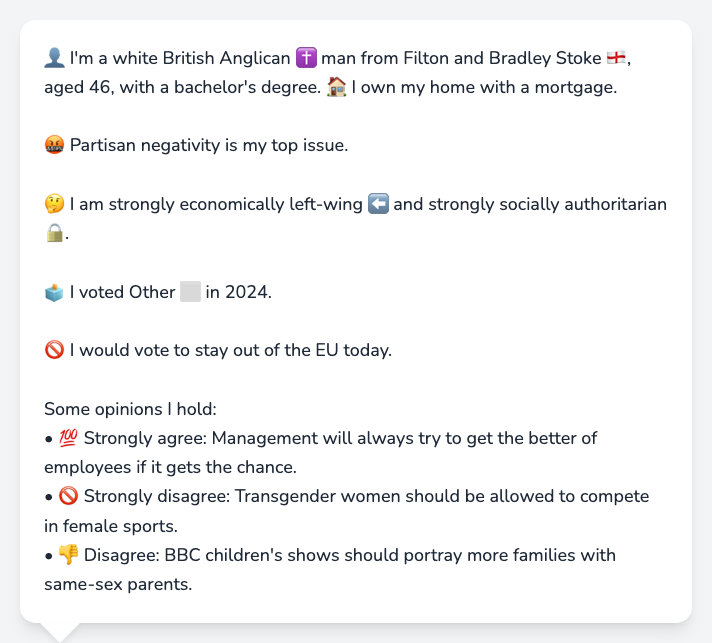 👤 I'm a white British Anglican ✝️ man from Filton and Bradley Stoke 🏴󠁧󠁢󠁥󠁮󠁧󠁿,
aged 46, with a bachelor's degree. 🏠 I own my home with a mortgage.
🤬 Partisan negativity is my top issue.
🤔 I am strongly economically left-wing ⬅️ and strongly socially authoritarian
🔒.
🗳️ I voted Other ⬜ in 2024.
🚫 I would vote to stay out of the EU today.
Some opinions I hold:
• 💯 Strongly agree: Management will always try to get the better of
employees if it gets the chance.
• 🚫 Strongly disagree: Transgender women should be allowed to compete
in female sports.
• 👎 Disagree: BBC children's shows should portray more families with
same-sex parents.